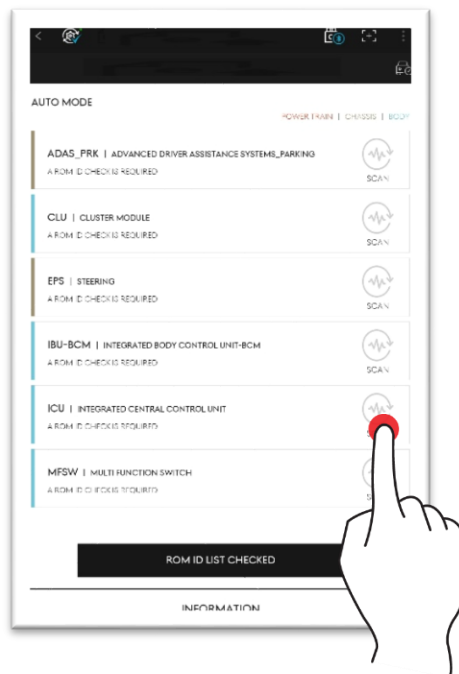 AUTO MODE
POWER TRAIN | CHASSIS | BODY
ADAS_PRK | ADVANCED DRIVER ASSISTANCE SYSTEMS_PARKING
A ROM ID CHECK IS REQUIRED
SCAN
CLU | CLUSTER MODULE
A ROM ID CHECK IS REQUIRED
SCAN
EPS | STEERING
A ROM ID CHECK IS REQUIRED
SCAN
IBU-BCM | INTEGRATED BODY CONTROL UNIT-BCM
A ROM ID CHECK IS REQUIRED
SCAN
ICU | INTEGRATED CENTRAL CONTROL UNIT
A ROM ID CHECK IS REQUIRED
MFSW | MULTI FUNCTION SWITCH
A ROM ID CHECK IS REQUIRED
ROM ID LIST CHECKED
INFORMATION